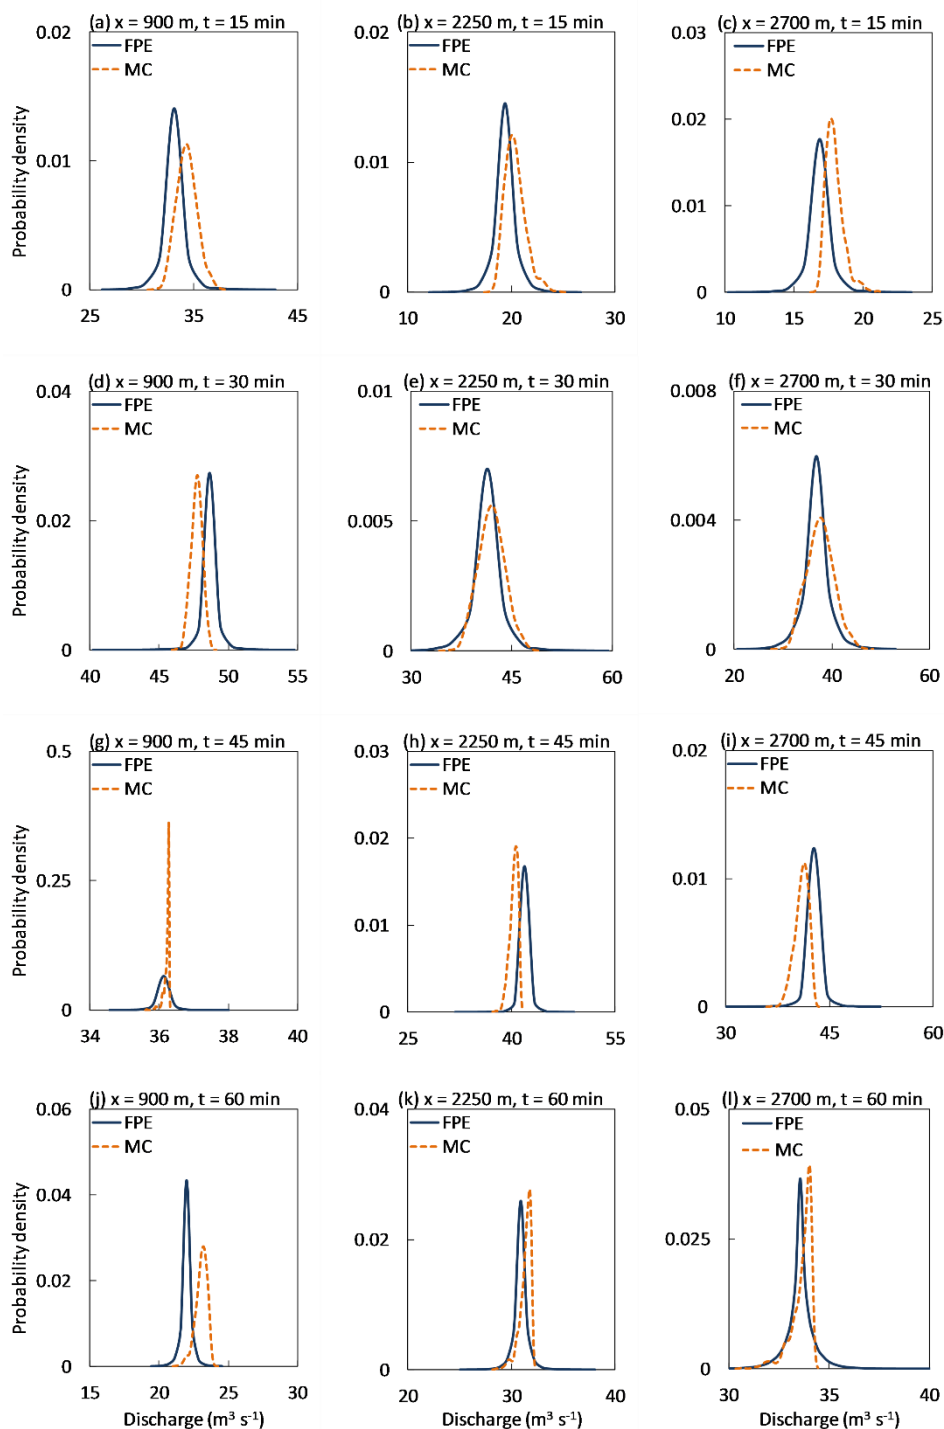 (a) x = 900 m, t = 15 min
(b) x = 2250 m, t = 15 min
(c) x = 2700 m, t = 15 min
0.02
FPE
MC
0.01
0
25 35 45
Probability density
0.02
FPE
MC
0.01
0
10 20 30
0.03
FPE
MC
0.02
0.01
0
10 15 20 25
(d) x = 900 m, t = 30 min
(e) x = 2250 m, t = 30 min
(f) x = 2700 m, t = 30 min
0.04
FPE
MC
0.02
0
40 45 50 55
Probability density
0.01
FPE
MC
0.005
0
30 45 60
0.008
FPE
MC
0.004
0
20 40 60
(g) x = 900 m, t = 45 min
(h) x = 2250 m, t = 45 min
(i) x = 2700 m, t = 45 min
0.5
FPE
MC
0.25
0
34 36 38 40
Probability density
0.03
FPE
MC
0.02
0.01
0
25 40 55
0.02
FPE
MC
0.01
0
30 45 60
(j) x = 900 m, t = 60 min
(k) x = 2250 m, t = 60 min
(l) x = 2700 m, t = 60 min
0.06
FPE
MC
0.04
0.02
0
15 20 25 30
Probability density
Discharge (m³ s⁻¹)
0.04
FPE
MC
0.02
0
20 30 40
Discharge (m³ s⁻¹)
0.05
FPE
MC
0.025
0
30 35 40
Discharge (m³ s⁻¹)